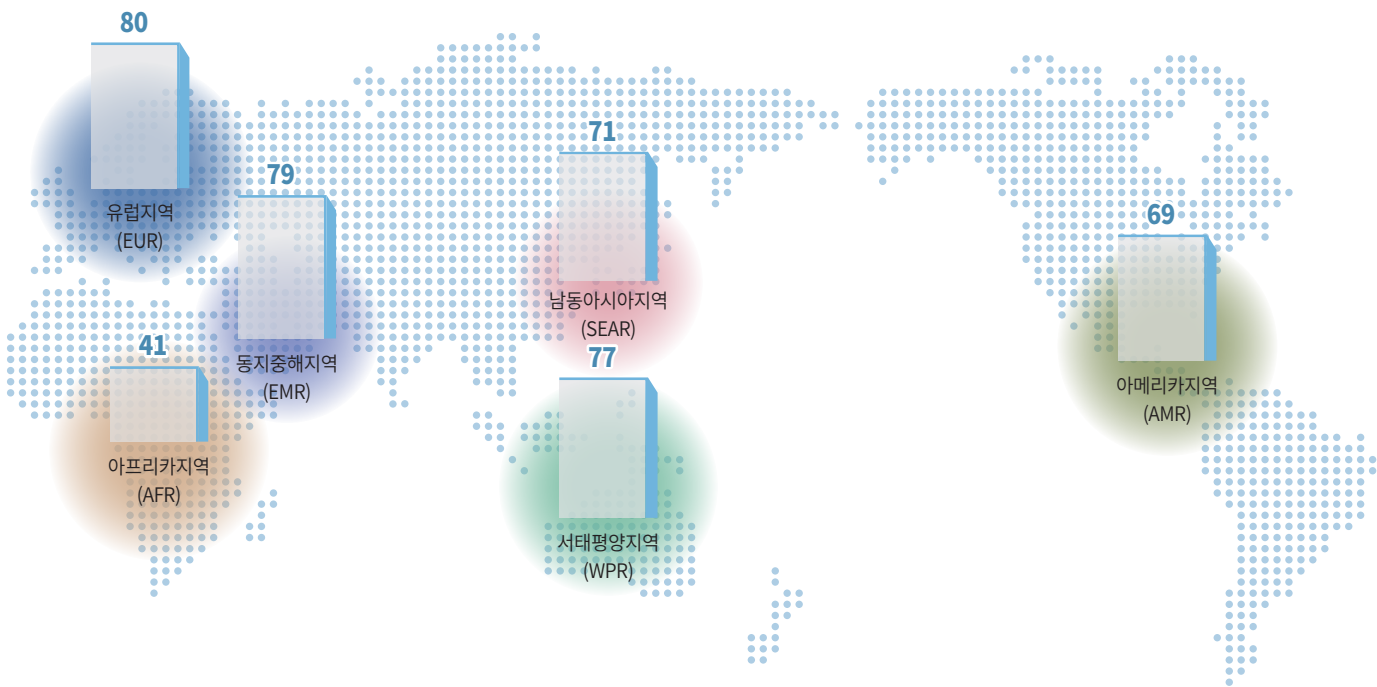 80
유럽지역
(EUR)
79
동지중해지역
(EMR)
41
아프리카지역
(AFR)
71
남동아시아지역
(SEAR)
77
서태평양지역
(WPR)
69
아메리카지역
(AMR)